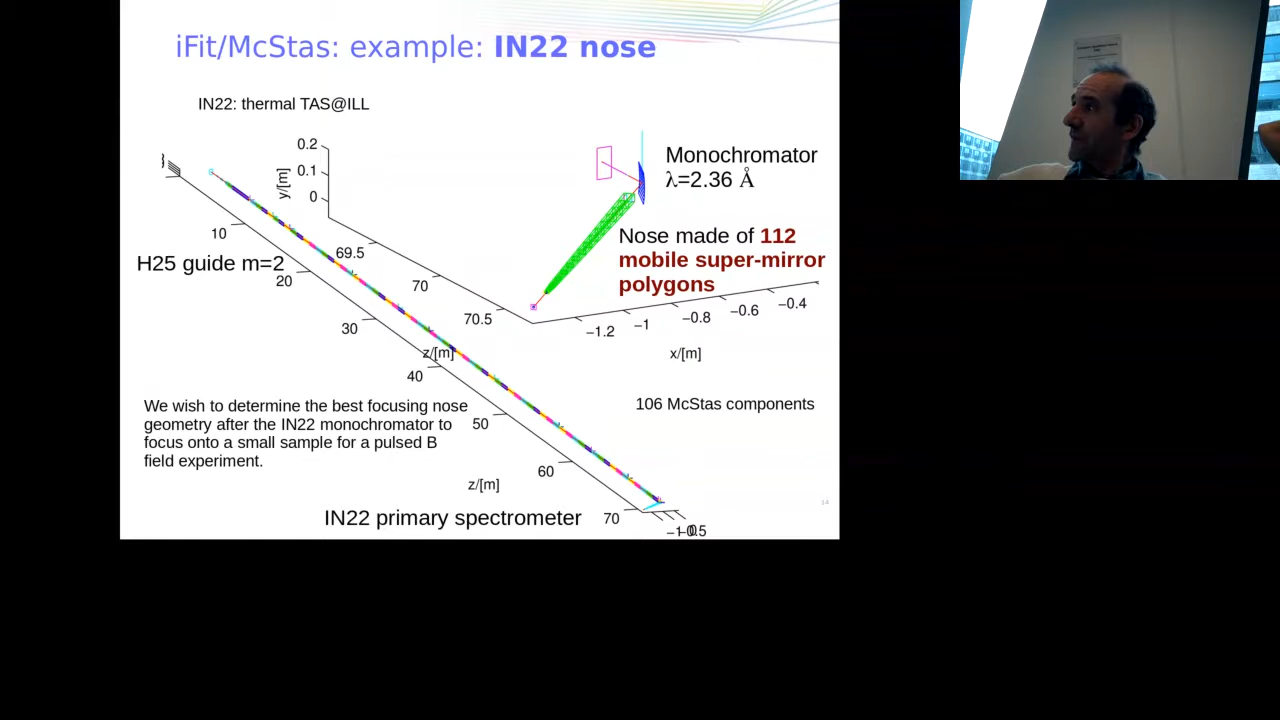 iFit/McStas: example: IN22 nose
IN22: thermal TAS@ILL
0.2
0.1
0
y/[m]
Monochromator
λ=2.36 Å
Nose made of 112
mobile super-mirror
polygons
10
H25 guide m=2
20
30
40
50
60
70
z/[m]
69.5
70
70.5
z/[m]
−1.2
−1
−0.8
−0.6
−0.4
x/[m]
106 McStas components
We wish to determine the best focusing nose
geometry after the IN22 monochromator to
focus onto a small sample for a pulsed B
field experiment.
IN22 primary spectrometer
−1
−0.5
14